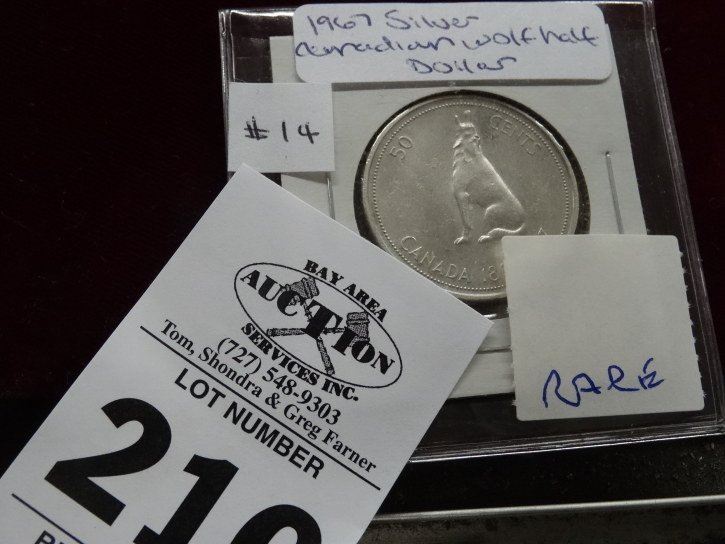 1967 Silver
Canadian wolf half
Dollar
#14
50 CENTS
CANADA 18
RARE
BAY AREA
AUCTION
SERVICES INC.
(727) 548-9303
Tom, Shondra & Greg Farner
LOT NUMBER
210